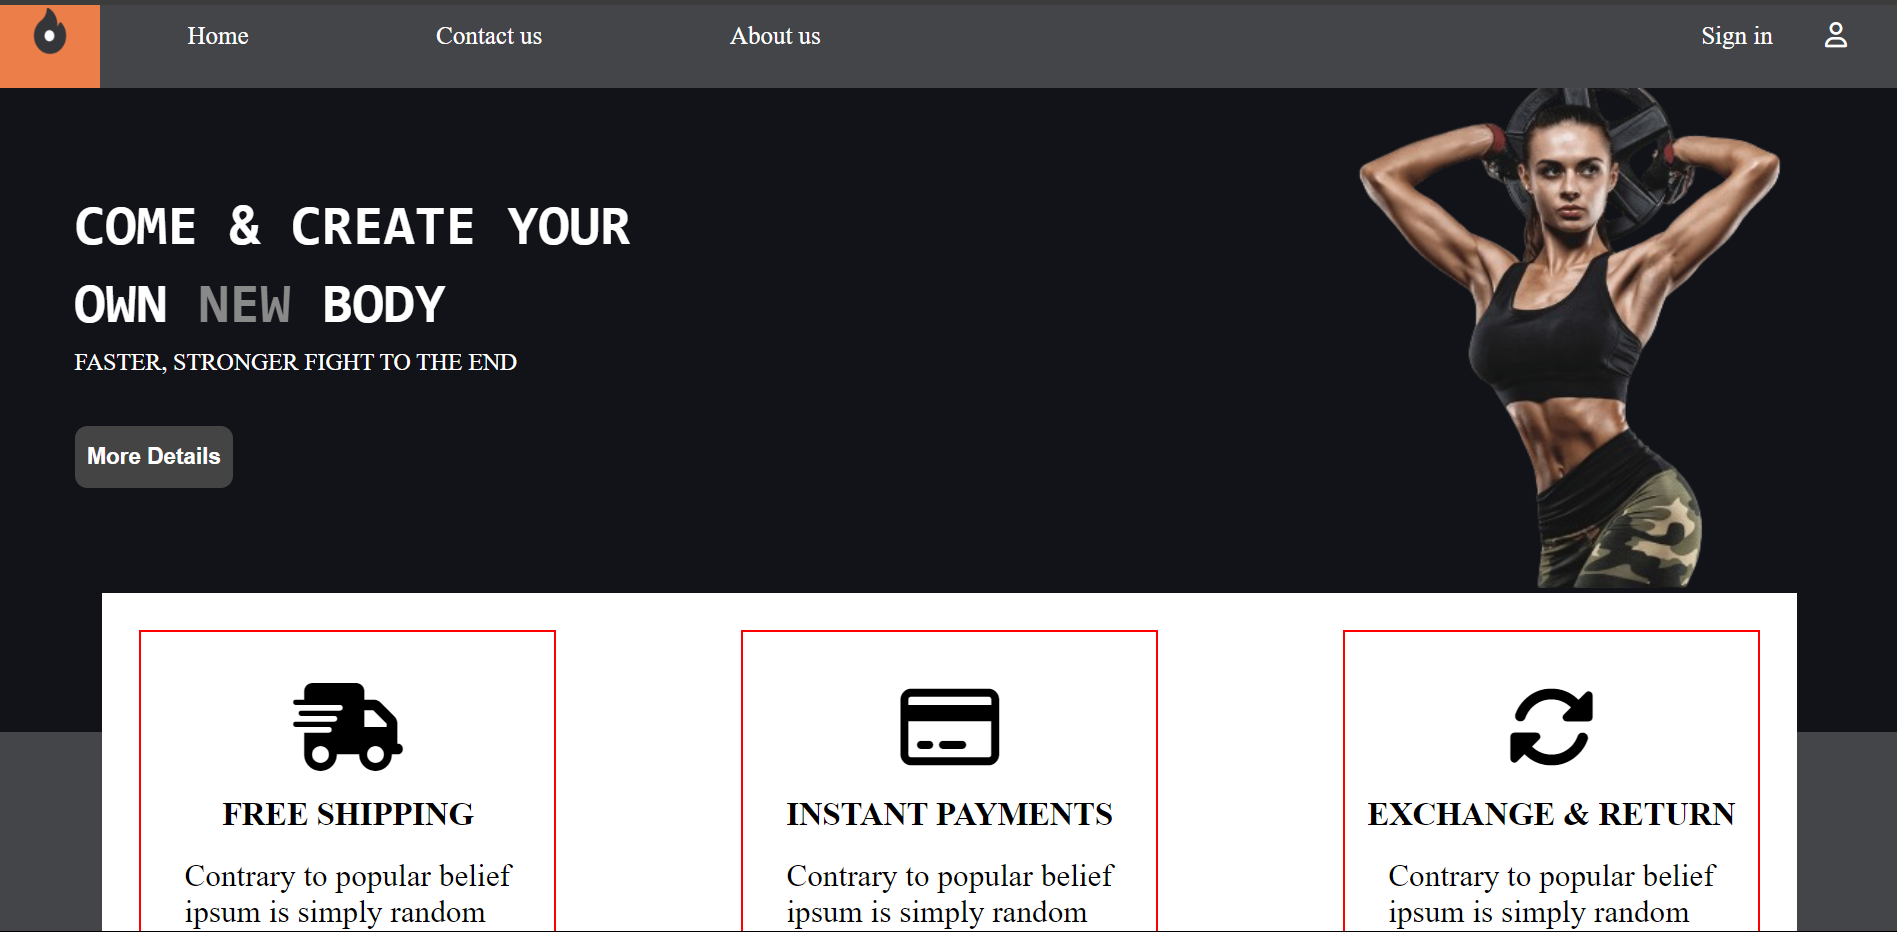 Home
Contact us
About us
Sign in
COME & CREATE YOUR
OWN NEW BODY
FASTER, STRONGER FIGHT TO THE END
More Details
FREE SHIPPING
Contrary to popular belief
ipsum is simply random
INSTANT PAYMENTS
Contrary to popular belief
ipsum is simply random
EXCHANGE & RETURN
Contrary to popular belief
ipsum is simply random